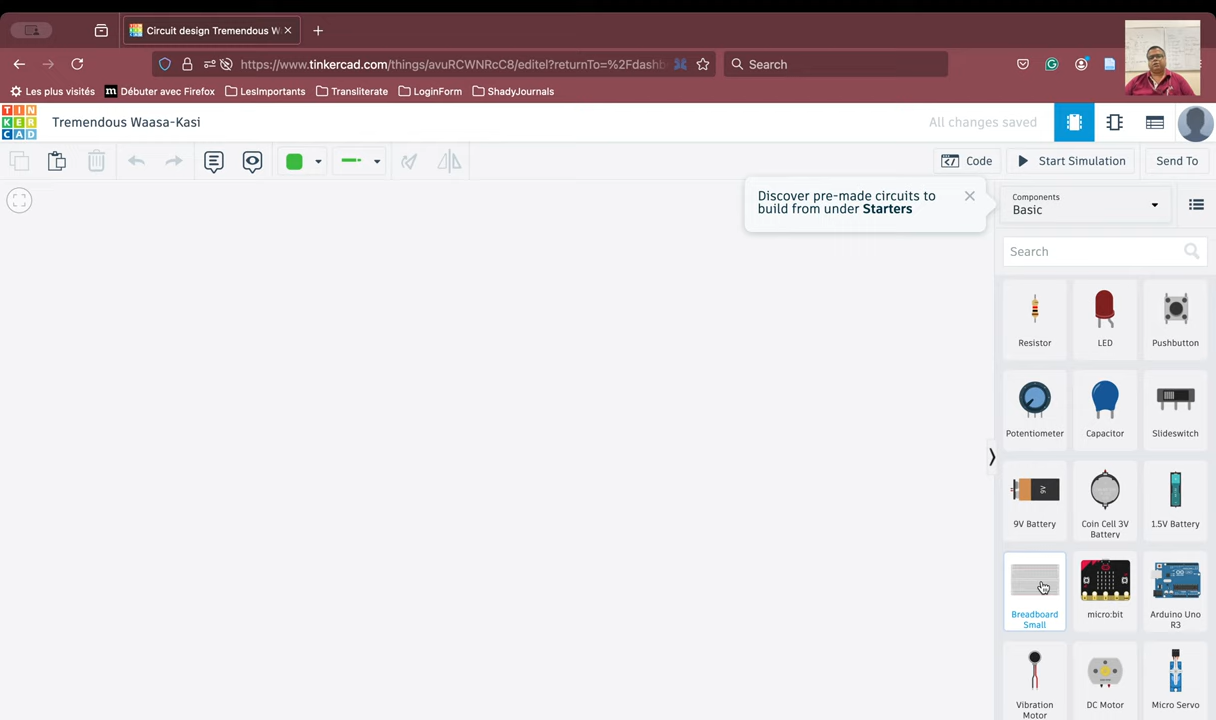 Circuit design Tremendous W
https://www.tinkercad.com/things/avuRCWNRcC8/editel?returnTo=%2Fdashb
Search
Les plus visités
Débuter avec Firefox
LesImportants
Transliterate
LoginForm
ShadyJournals
TIN
KER
CAD
Tremendous Waasa-Kasi
All changes saved
Code
Start Simulation
Send To
Discover pre-made circuits to
build from under Starters
Components
Basic
Search
Resistor
LED
Pushbutton
Potentiometer
Capacitor
Slideswitch
9V Battery
Coin Cell 3V
Battery
1.5V Battery
Breadboard
Small
micro:bit
Arduino Uno
R3
Vibration
Motor
DC Motor
Micro Servo